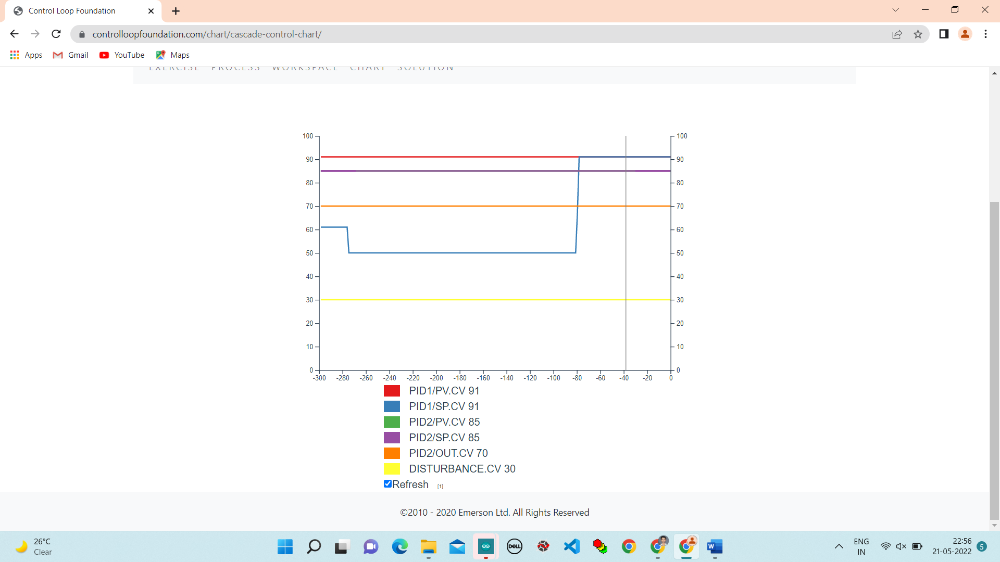 Control Loop Foundation
controlloopfoundation.com/chart/cascade-control-chart/
Apps Gmail YouTube Maps
EXERCISE PROCESS WORKSPACE CHART SOLUTION
100 100
90 90
80 80
70 70
60 60
50 50
40 40
30 30
20 20
10 10
0 0
-300 -280 -260 -240 -220 -200 -180 -160 -140 -120 -100 -80 -60 -40 -20 0
PID1/PV.CV 91
PID1/SP.CV 91
PID2/PV.CV 85
PID2/SP.CV 85
PID2/OUT.CV 70
DISTURBANCE.CV 30
Refresh [1]
©2010 - 2020 Emerson Ltd. All Rights Reserved
26°C
Clear
DELL
W
ENG
IN
22:56
21-05-2022
5